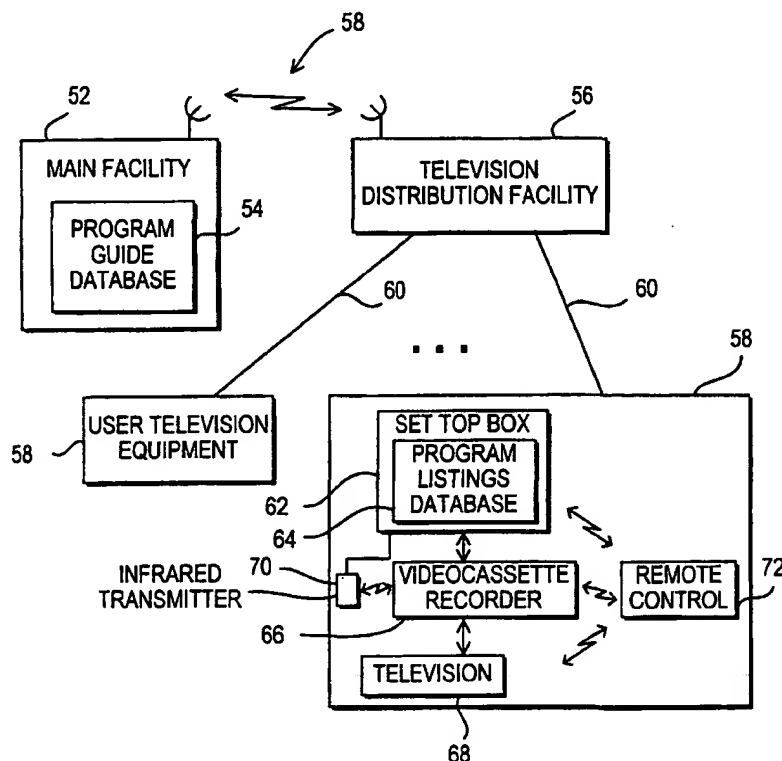 58
52
56
MAIN FACILITY
TELEVISION
DISTRIBUTION FACILITY
54
PROGRAM
GUIDE
DATABASE
60
60
. . .
58
USER TELEVISION
EQUIPMENT
58
SET TOP BOX
PROGRAM
LISTINGS
DATABASE
62
64
70
INFRARED
TRANSMITTER
VIDEOCASSETTE
RECORDER
REMOTE
CONTROL
72
66
TELEVISION
68